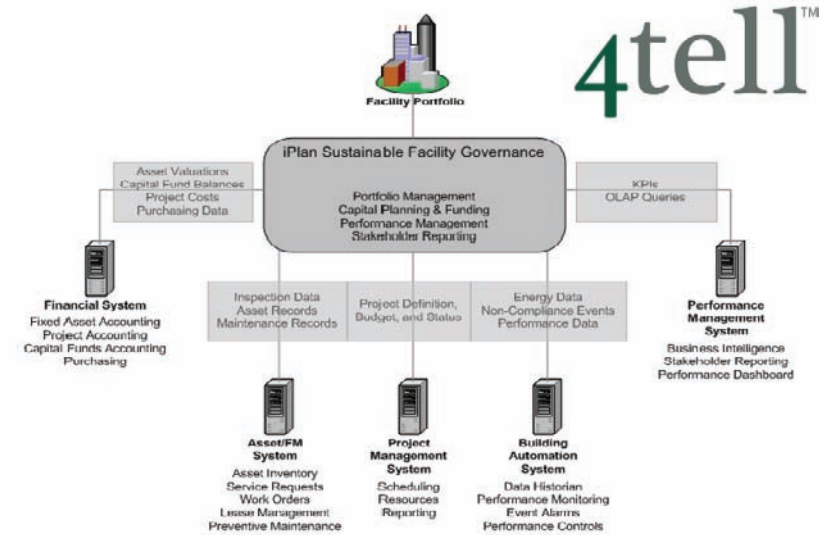 4tell™
Facility Portfolio
iPlan Sustainable Facility Governance
Portfolio Management
Capital Planning & Funding
Performance Management
Stakeholder Reporting
Asset Valuations
Capital Fund Balances
Project Costs
Purchasing Data
KPIs
OLAP Queries
Financial System
Fixed Asset Accounting
Project Accounting
Capital Funds Accounting
Purchasing
Inspection Data
Asset Records
Maintenance Records
Project Definition,
Budget, and Status
Energy Data
Non-Compliance Events
Performance Data
Performance
Management
System
Business Intelligence
Stakeholder Reporting
Performance Dashboard
Asset/FM
System
Asset Inventory
Service Requests
Work Orders
Lease Management
Preventive Maintenance
Project
Management
System
Scheduling
Resources
Reporting
Building
Automation
System
Data Historian
Performance Monitoring
Event Alarms
Performance Controls